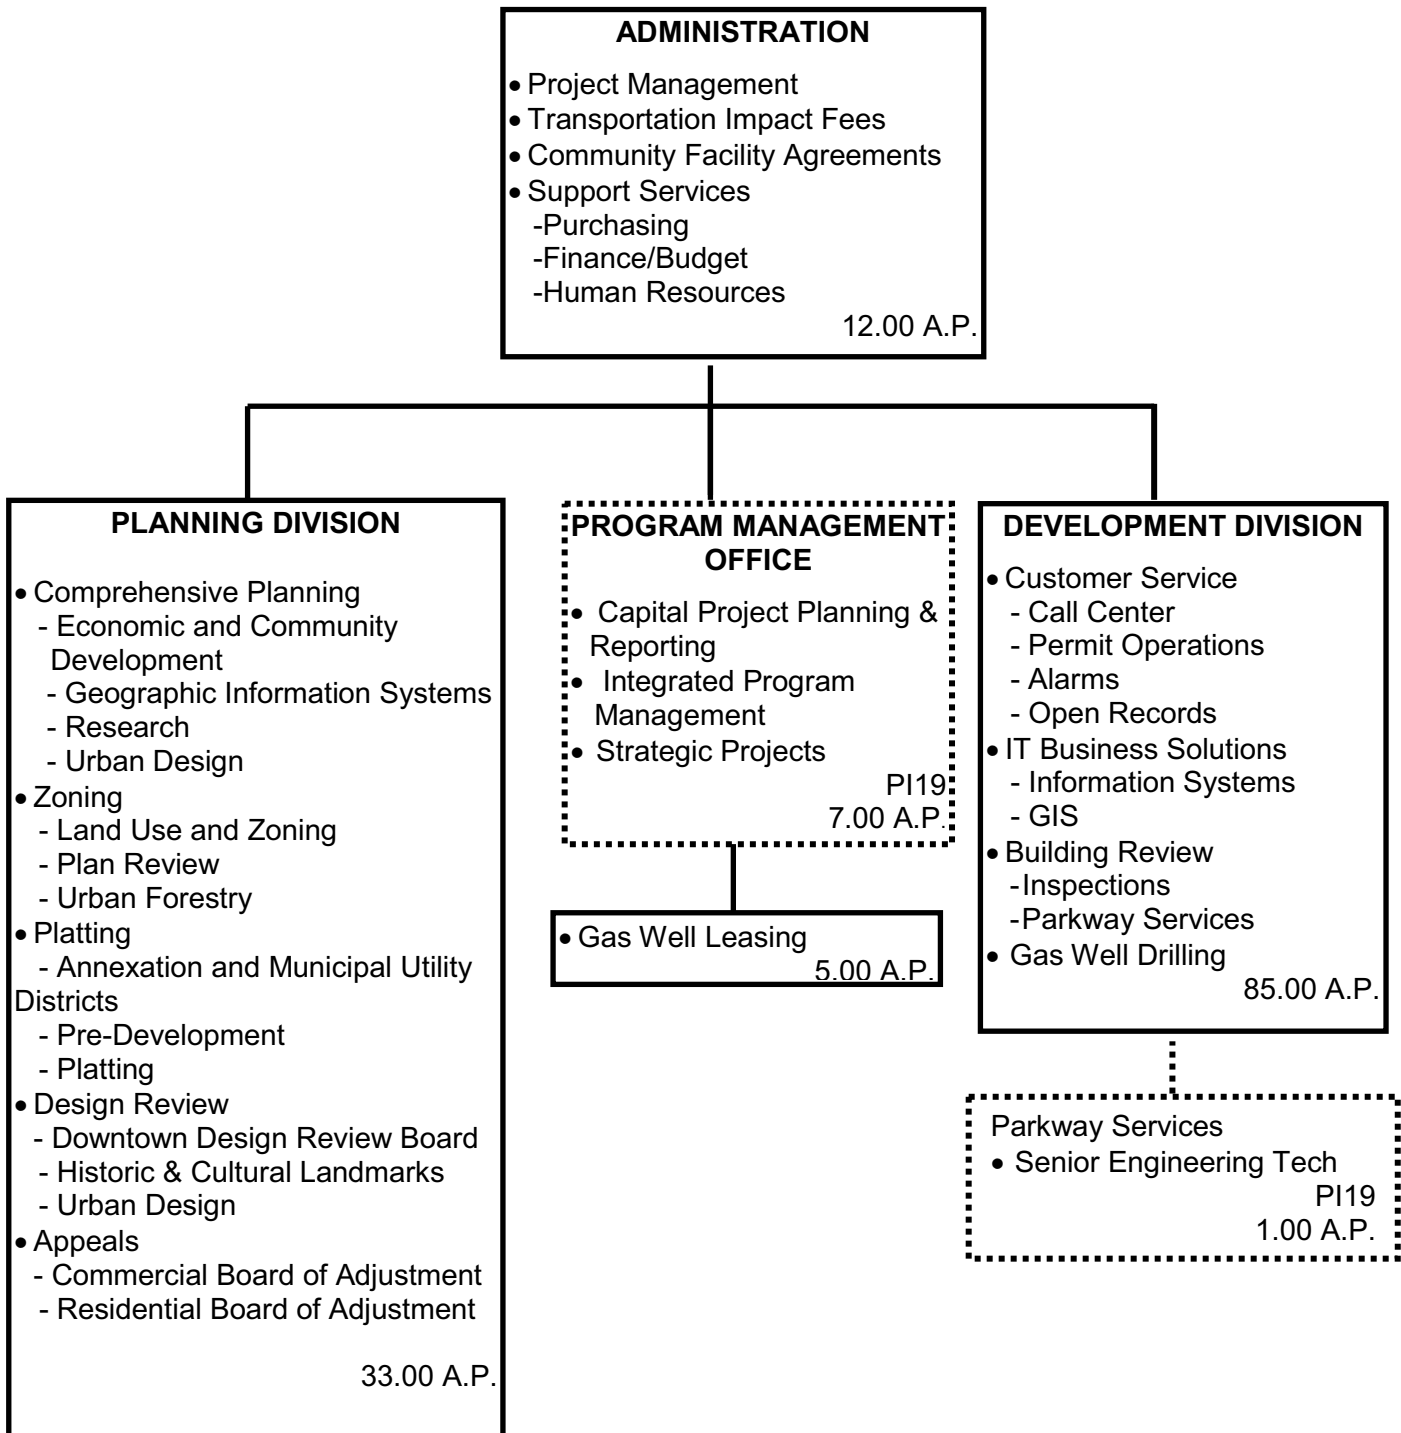 ADMINISTRATION
• Project Management
• Transportation Impact Fees
• Community Facility Agreements
• Support Services
-Purchasing
-Finance/Budget
-Human Resources
12.00 A.P.
PLANNING DIVISION
• Comprehensive Planning
- Economic and Community
Development
- Geographic Information Systems
- Research
- Urban Design
• Zoning
- Land Use and Zoning
- Plan Review
- Urban Forestry
• Platting
- Annexation and Municipal Utility
Districts
- Pre-Development
- Platting
• Design Review
- Downtown Design Review Board
- Historic & Cultural Landmarks
- Urban Design
• Appeals
- Commercial Board of Adjustment
- Residential Board of Adjustment
33.00 A.P.
PROGRAM MANAGEMENT
OFFICE
• Capital Project Planning &
Reporting
• Integrated Program
Management
• Strategic Projects
PI19
7.00 A.P.
• Gas Well Leasing
5.00 A.P.
DEVELOPMENT DIVISION
• Customer Service
- Call Center
- Permit Operations
- Alarms
- Open Records
• IT Business Solutions
- Information Systems
- GIS
• Building Review
-Inspections
-Parkway Services
• Gas Well Drilling
85.00 A.P.
Parkway Services
• Senior Engineering Tech
PI19
1.00 A.P.